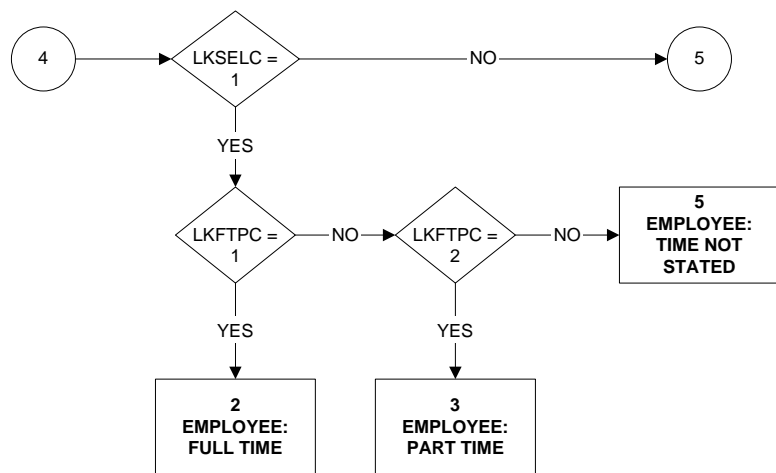 4
LKSELC =
1
NO
5
YES
LKFTPC =
1
NO
LKFTPC =
2
NO
5
EMPLOYEE:
TIME NOT
STATED
YES
YES
2
EMPLOYEE:
FULL TIME
3
EMPLOYEE:
PART TIME